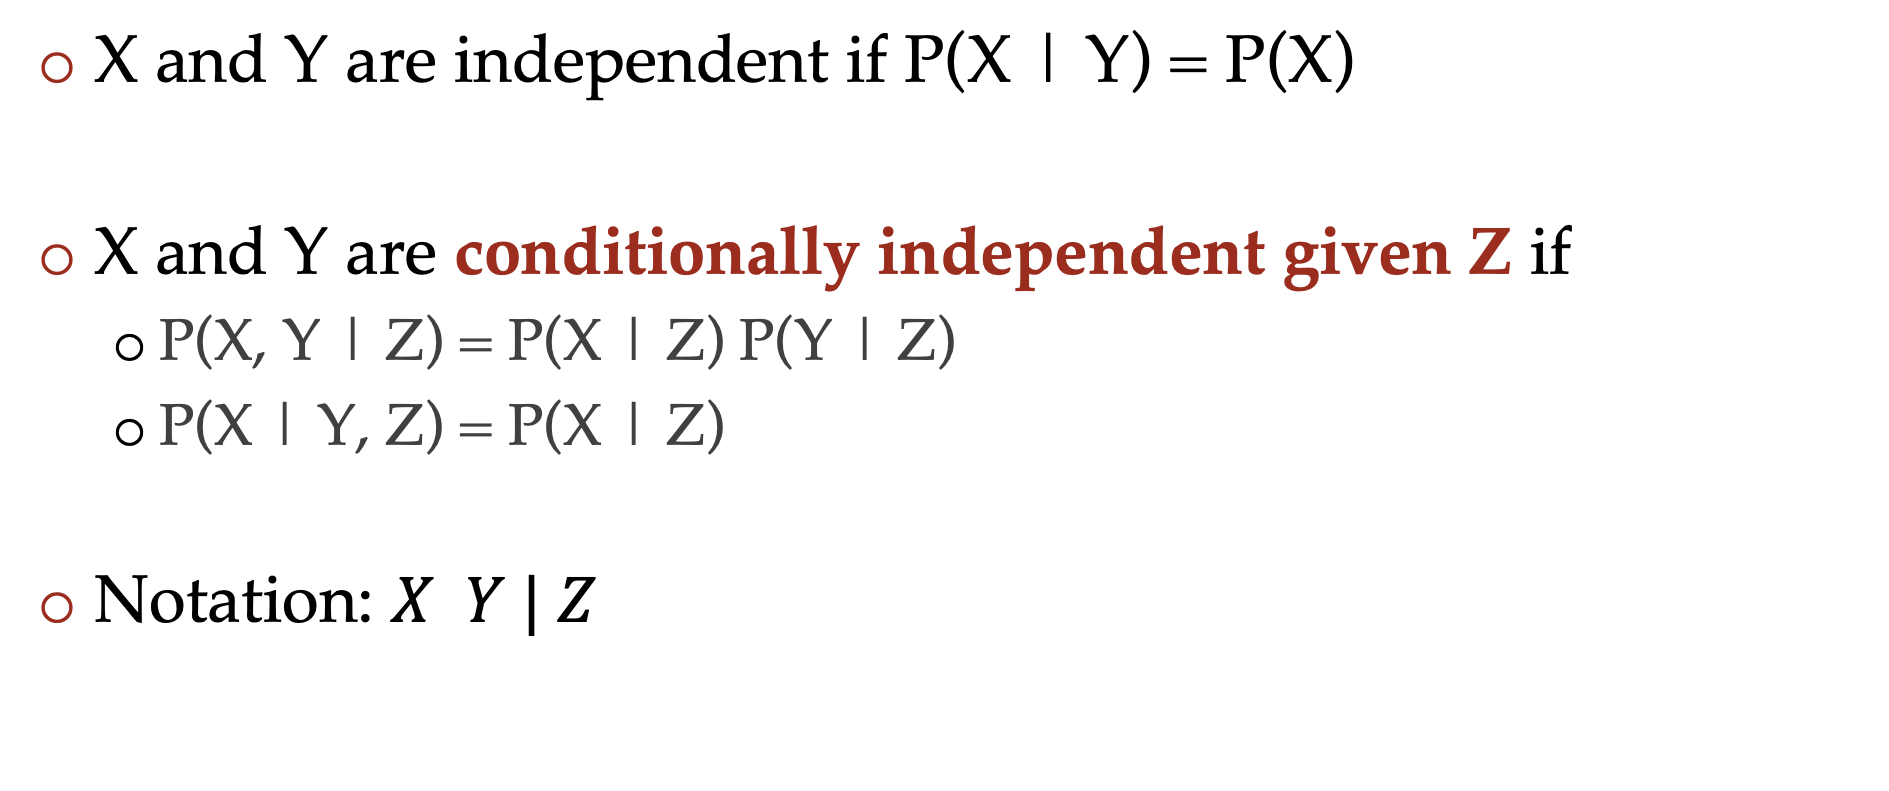 X and Y are independent if P(X | Y) = P(X)
X and Y are conditionally independent given Z if
P(X, Y | Z) = P(X | Z) P(Y | Z)
P(X | Y, Z) = P(X | Z)
Notation: X Y | Z